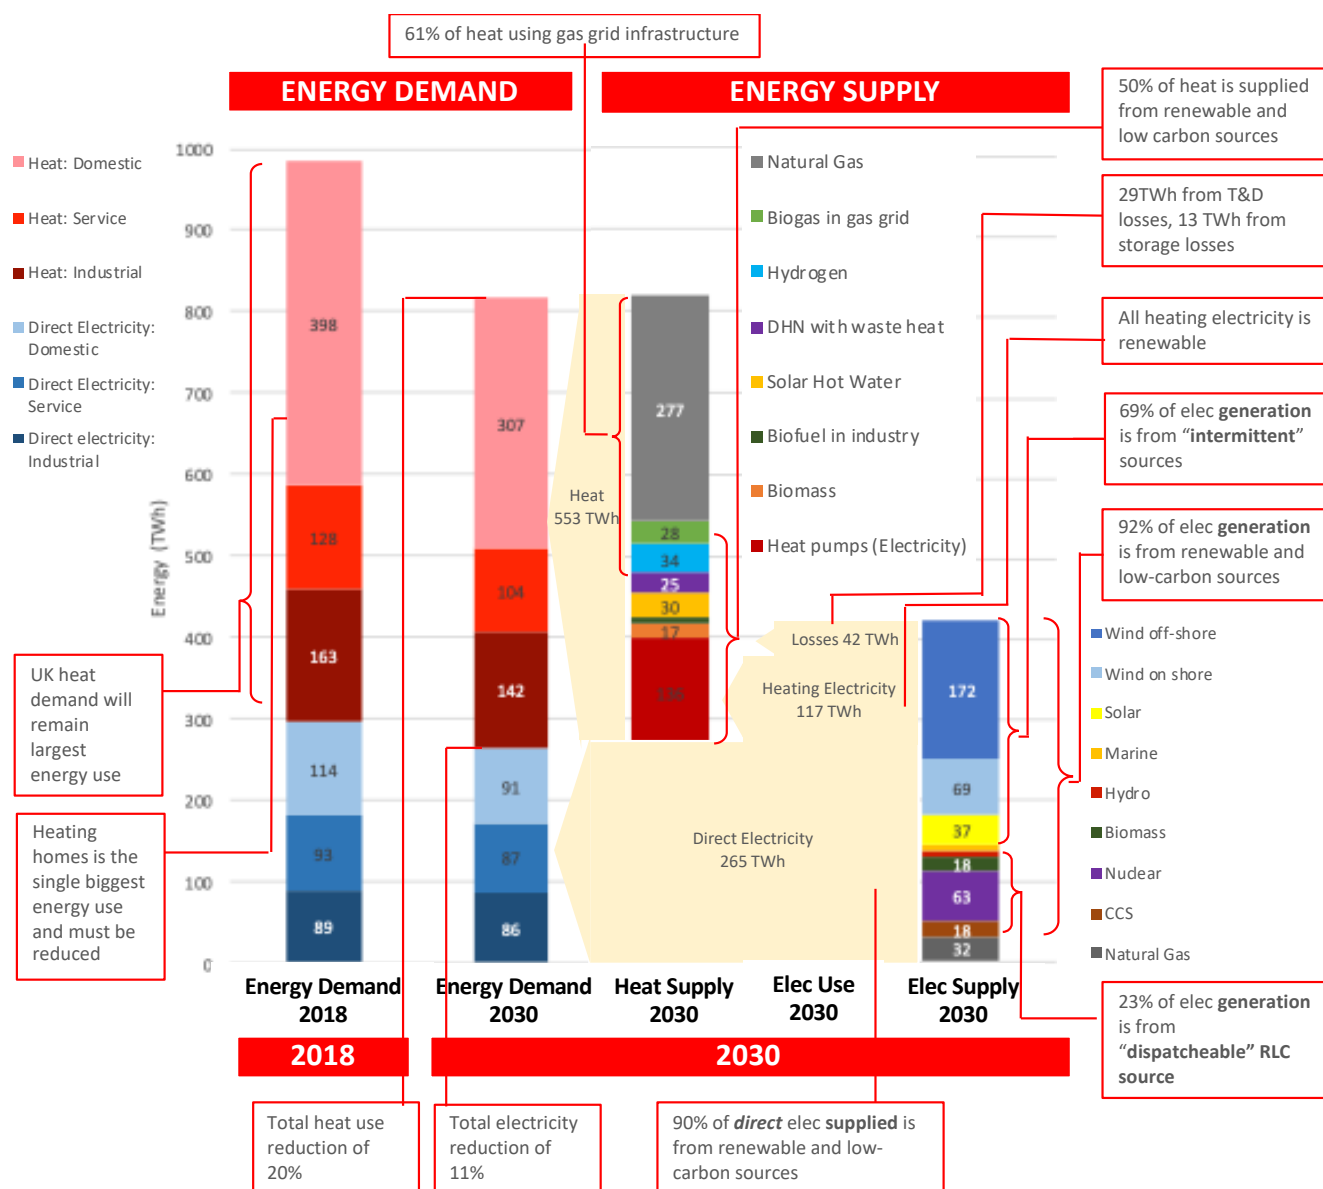 61% of heat using gas grid infrastructure
ENERGY DEMAND
ENERGY SUPPLY
50% of heat is supplied
from renewable and
low carbon sources
29TWh from T&D
losses, 13 TWh from
storage losses
All heating electricity is
renewable
69% of elec generation
is from “intermittent”
sources
92% of elec generation
is from renewable and
low-carbon sources
Heat: Domestic
Heat: Service
Heat: Industrial
Direct Electricity:
Domestic
Direct Electricity:
Service
Direct electricity:
Industrial
UK heat
demand will
remain
largest
energy use
Heating
homes is the
single biggest
energy use
and must be
reduced
Energy (TWh)
1000
900
800
700
600
500
400
300
200
100
0
398
128
163
114
93
89
307
104
142
91
87
86
Heat
553 TWh
277
28
34
25
30
17
136
Natural Gas
Biogas in gas grid
Hydrogen
DHN with waste heat
Solar Hot Water
Biofuel in industry
Biomass
Heat pumps (Electricity)
Losses 42 TWh
Heating Electricity
117 TWh
Direct Electricity
265 TWh
172
69
37
18
63
18
32
Wind off-shore
Wind on shore
Solar
Marine
Hydro
Biomass
Nudear
CCS
Natural Gas
Energy Demand
2018
Energy Demand
2030
Heat Supply
2030
Elec Use
2030
Elec Supply
2030
2018
2030
23% of elec generation
is from
“dispatcheable” RLC
source
Total heat use
reduction of
20%
Total electricity
reduction of
11%
90% of direct elec supplied is
from renewable and low-
carbon sources